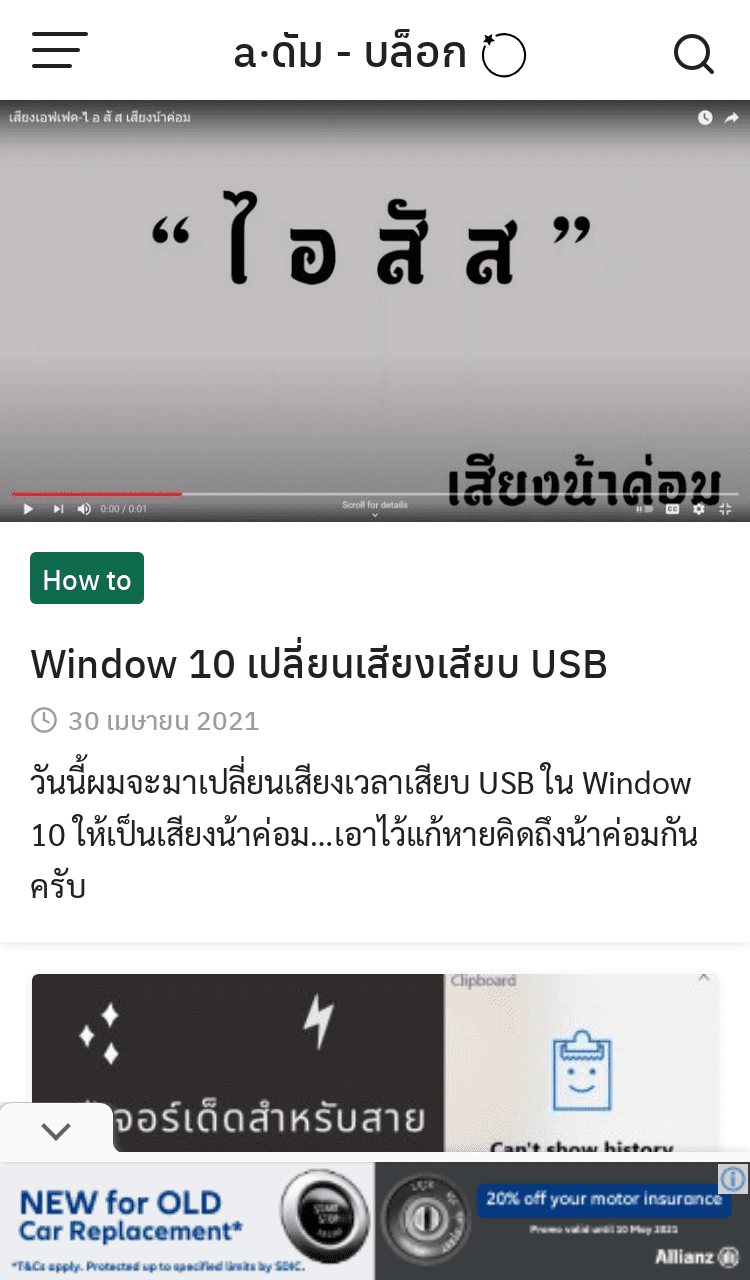 a·ดัม - บล็อก
เสียงเอฟเฟค-ไ อ สั ส เสียงน้าค่อม
“ ไ อ สั ส ”
เสียงน้าค่อม
0:00 / 0:01
Scroll for details
How to
Window 10 เปลี่ยนเสียงเสียบ USB
30 เมษายน 2021
วันนี้ผมจะมาเปลี่ยนเสียงเวลาเสียบ USB ใน Window
10 ให้เป็นเสียงน้าค่อม...เอาไว้แก้หายคิดถึงน้าค่อมกัน
ครับ
Clipboard
จอร์เด็ดสำหรับสาย
Can't show history
NEW for OLD
Car Replacement*
*T&Cs apply. Protected up to specified limits by SDIC.
START
STOP
20% off your motor insurance
Promo valid until 20 May 2021
Allianz